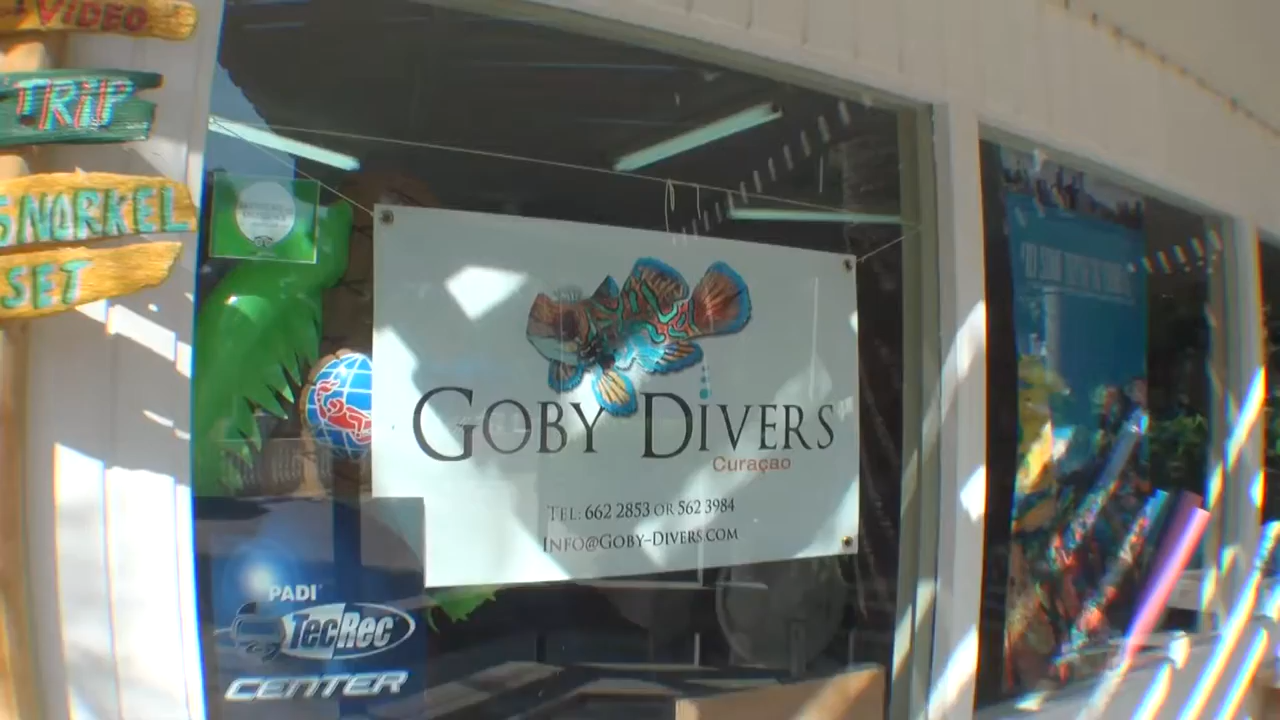 VIDEO
TRIP
SNORKEL
SET
GOBY DIVERS
Curaçao
TEL: 662 2853 OR 562 3984
INFO@GOBY-DIVERS.COM
PADI
TecRec
CENTER